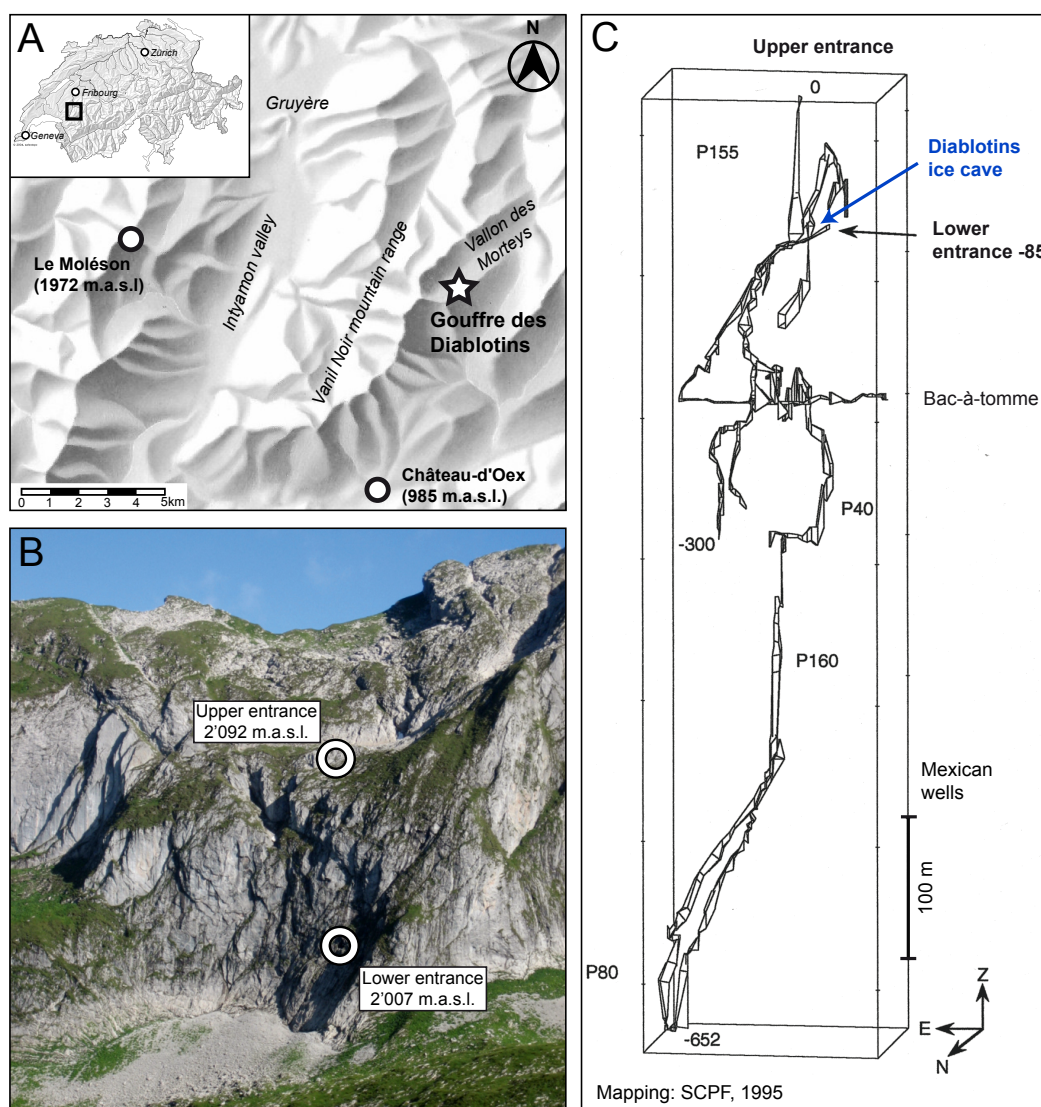 A
Zürich
Fribourg
Geneva
N
Gruyère
Le Moléson
(1972 m.a.s.l)
Intyamon valley
Vanil Noir mountain range
Vallon des
Morteys
Gouffre des
Diablotins
Château-d'Oex
(985 m.a.s.l.)
0 1 2 3 4 5km
B
Upper entrance
2'092 m.a.s.l.
Lower entrance
2'007 m.a.s.l.
C
Upper entrance
0
P155
Diablotins
ice cave
Lower
entrance -85
Bac-à-tomme
P40
-300
P160
Mexican
wells
100 m
P80
-652
Z
E
N
Mapping: SCPF, 1995